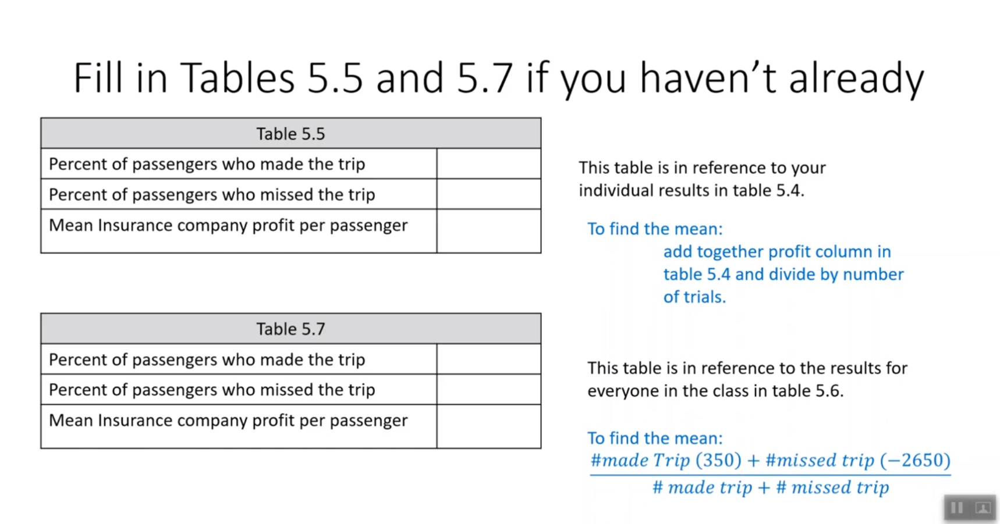 Fill in Tables 5.5 and 5.7 if you haven't already
Table 5.5
Percent of passengers who made the trip
Percent of passengers who missed the trip
Mean Insurance company profit per passenger
This table is in reference to your
individual results in table 5.4.
To find the mean:
add together profit column in
table 5.4 and divide by number
of trials.
Table 5.7
Percent of passengers who made the trip
Percent of passengers who missed the trip
Mean Insurance company profit per passenger
This table is in reference to the results for
everyone in the class in table 5.6.
To find the mean:
#made Trip (350) + #missed trip (−2650)
# made trip + # missed trip